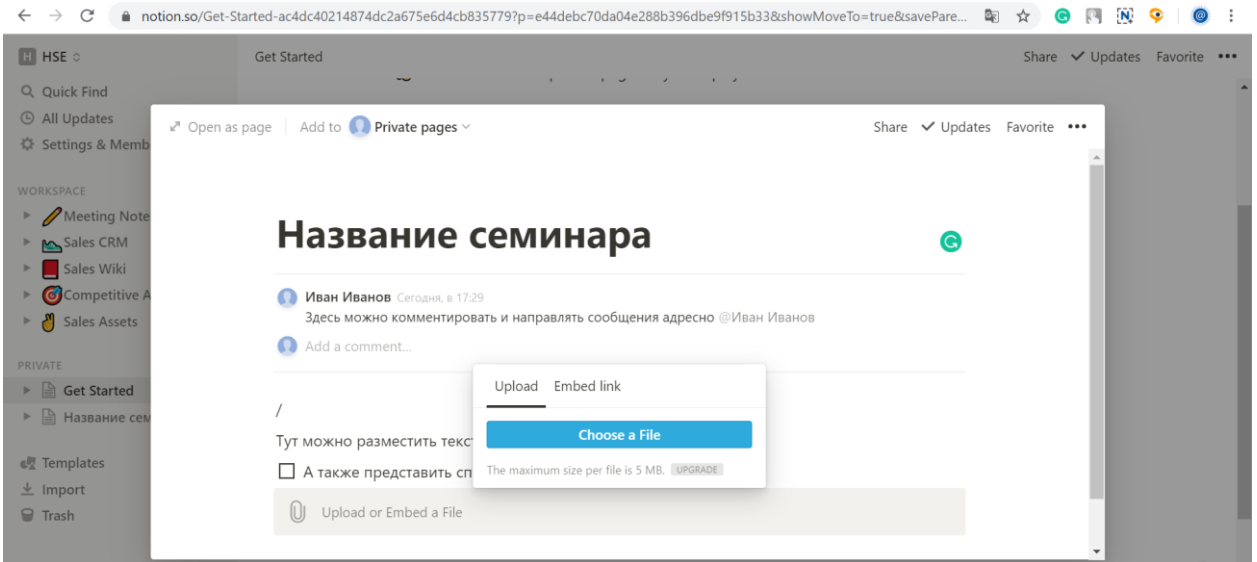 notion.so/Get-Started-ac4dc40214874dc2a675e6d4cb835779?p=e44debc70da04e288b396dbe9f915b33&showMoveTo=true&savePare...
H HSE
Get Started
Share ✓ Updates Favorite •••
Quick Find
All Updates
Settings & Memb
Open as page
Add to Private pages
Share ✓ Updates Favorite •••
WORKSPACE
Meeting Note
Sales CRM
Sales Wiki
Competitive A
Sales Assets
PRIVATE
Get Started
Название сем
Templates
Import
Trash
Название семинара
Иван Иванов Сегодня, в 17:29
Здесь можно комментировать и направлять сообщения адресно @Иван Иванов
Add a comment...
/
Тут можно разместить текс
А также представить сп
Upload or Embed a File
Upload Embed link
Choose a File
The maximum size per file is 5 MB. UPGRADE